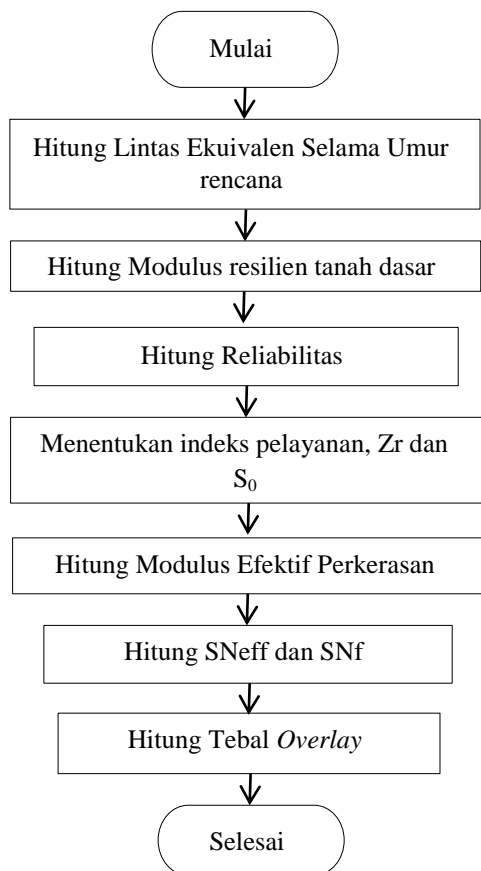 Mulai
Hitung Lintas Ekuivalen Selama Umur
rencana
Hitung Modulus resilien tanah dasar
Hitung Reliabilitas
Menentukan indeks pelayanan, Zr dan
S₀
Hitung Modulus Efektif Perkerasan
Hitung SNeff dan SNf
Hitung Tebal Overlay
Selesai